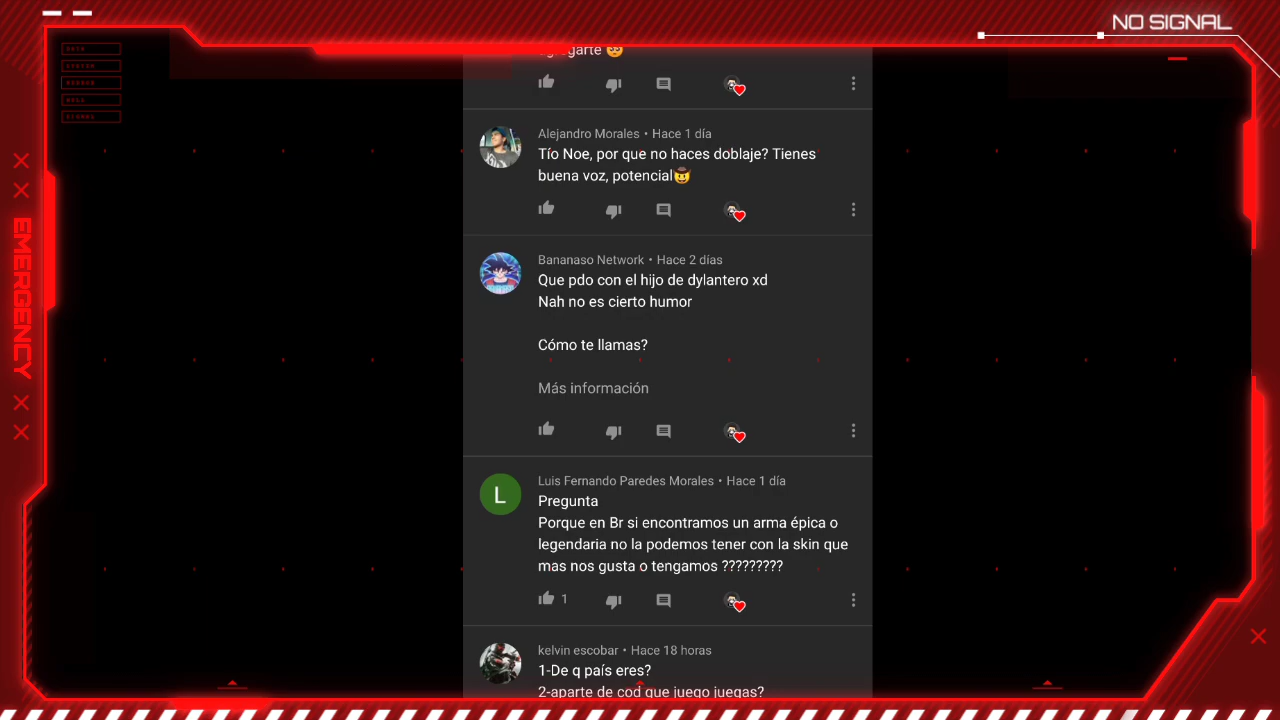 NO SIGNAL
DATA
EMERGENCY
agregarte 🥺
Alejandro Morales • Hace 1 día
Tío Noe, por que no haces doblaje? Tienes
buena voz, potencial🤠
Bananaso Network • Hace 2 días
Que pdo con el hijo de dylantero xd
Nah no es cierto humor
Cómo te llamas?
Más información
L
Luis Fernando Paredes Morales • Hace 1 día
Pregunta
Porque en Br si encontramos un arma épica o
legendaria no la podemos tener con la skin que
mas nos gusta o tengamos ?????????
1
kelvin escobar • Hace 18 horas
1-De q país eres?
2-aparte de cod que juego juegas?